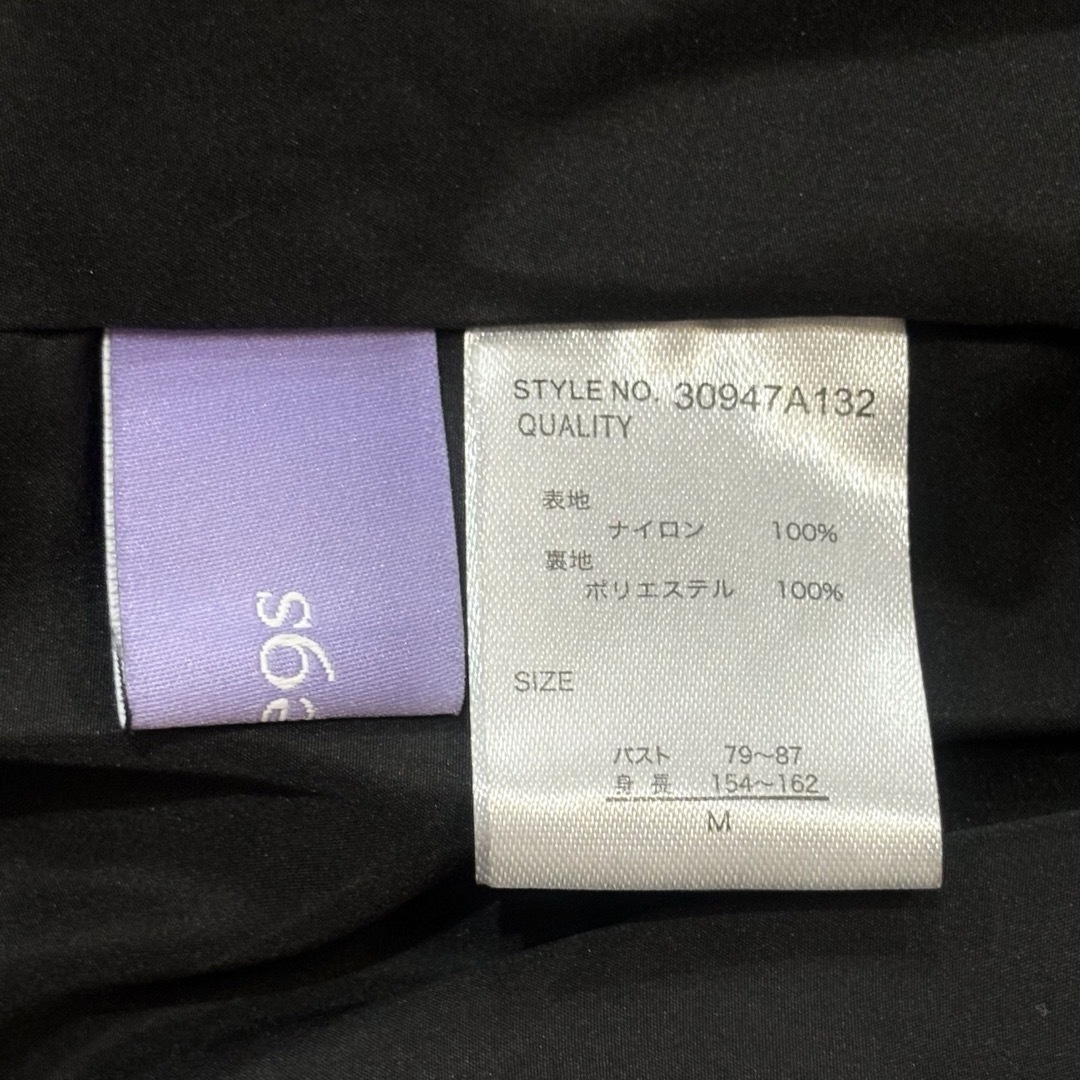 egs
STYLE NO. 30947A132
QUALITY
表地
ナイロン 100%
裏地
ポリエステル 100%
SIZE
バスト 79～87
身長 154～162
M